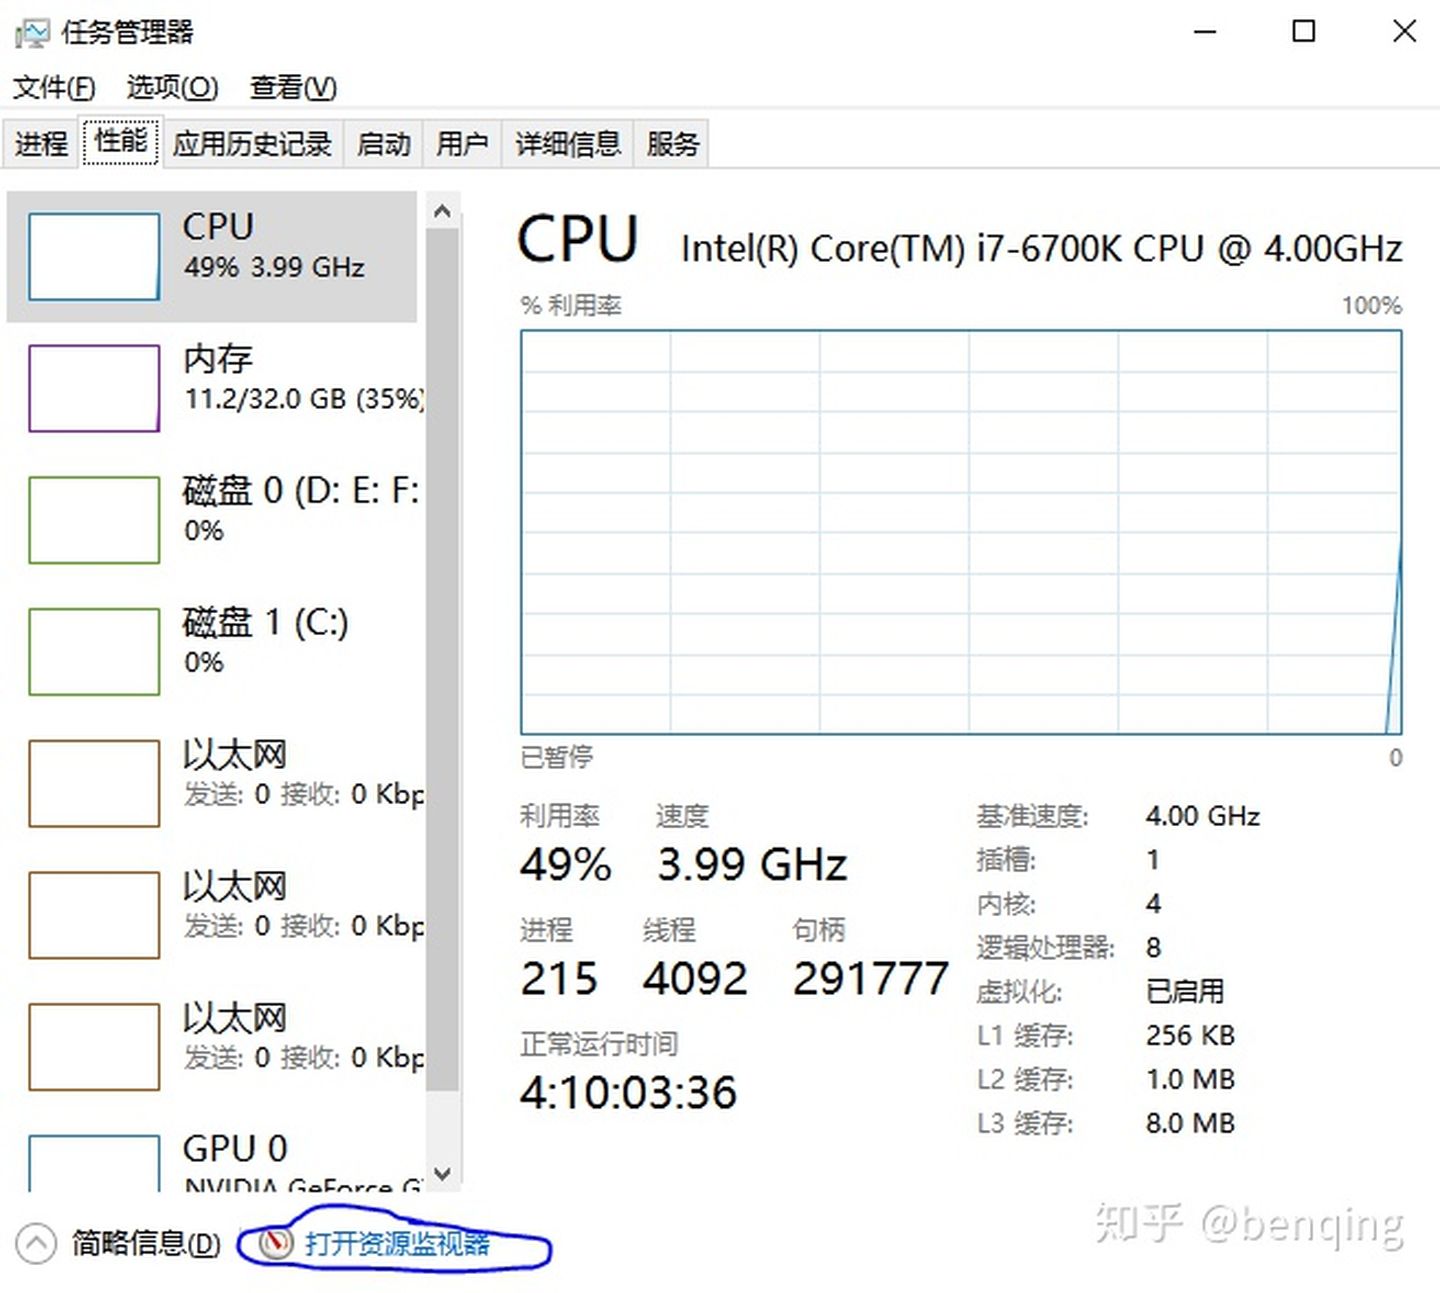 任务管理器
文件(F) 选项(O) 查看(V)
进程 性能 应用历史记录 启动 用户 详细信息 服务
CPU
49% 3.99 GHz
内存
11.2/32.0 GB (35%)
磁盘 0 (D: E: F:
0%
磁盘 1 (C:)
0%
以太网
发送: 0 接收: 0 Kbp
以太网
发送: 0 接收: 0 Kbp
以太网
发送: 0 接收: 0 Kbp
GPU 0
NVIDIA GeForce G
CPU Intel(R) Core(TM) i7-6700K CPU @ 4.00GHz
% 利用率 100%
已暂停 0
利用率 速度
49% 3.99 GHz
进程 线程 句柄
215 4092 291777
正常运行时间
4:10:03:36
基准速度: 4.00 GHz
插槽: 1
内核: 4
逻辑处理器: 8
虚拟化: 已启用
L1 缓存: 256 KB
L2 缓存: 1.0 MB
L3 缓存: 8.0 MB
简略信息(D) 打开资源监视器
知乎 @benqing